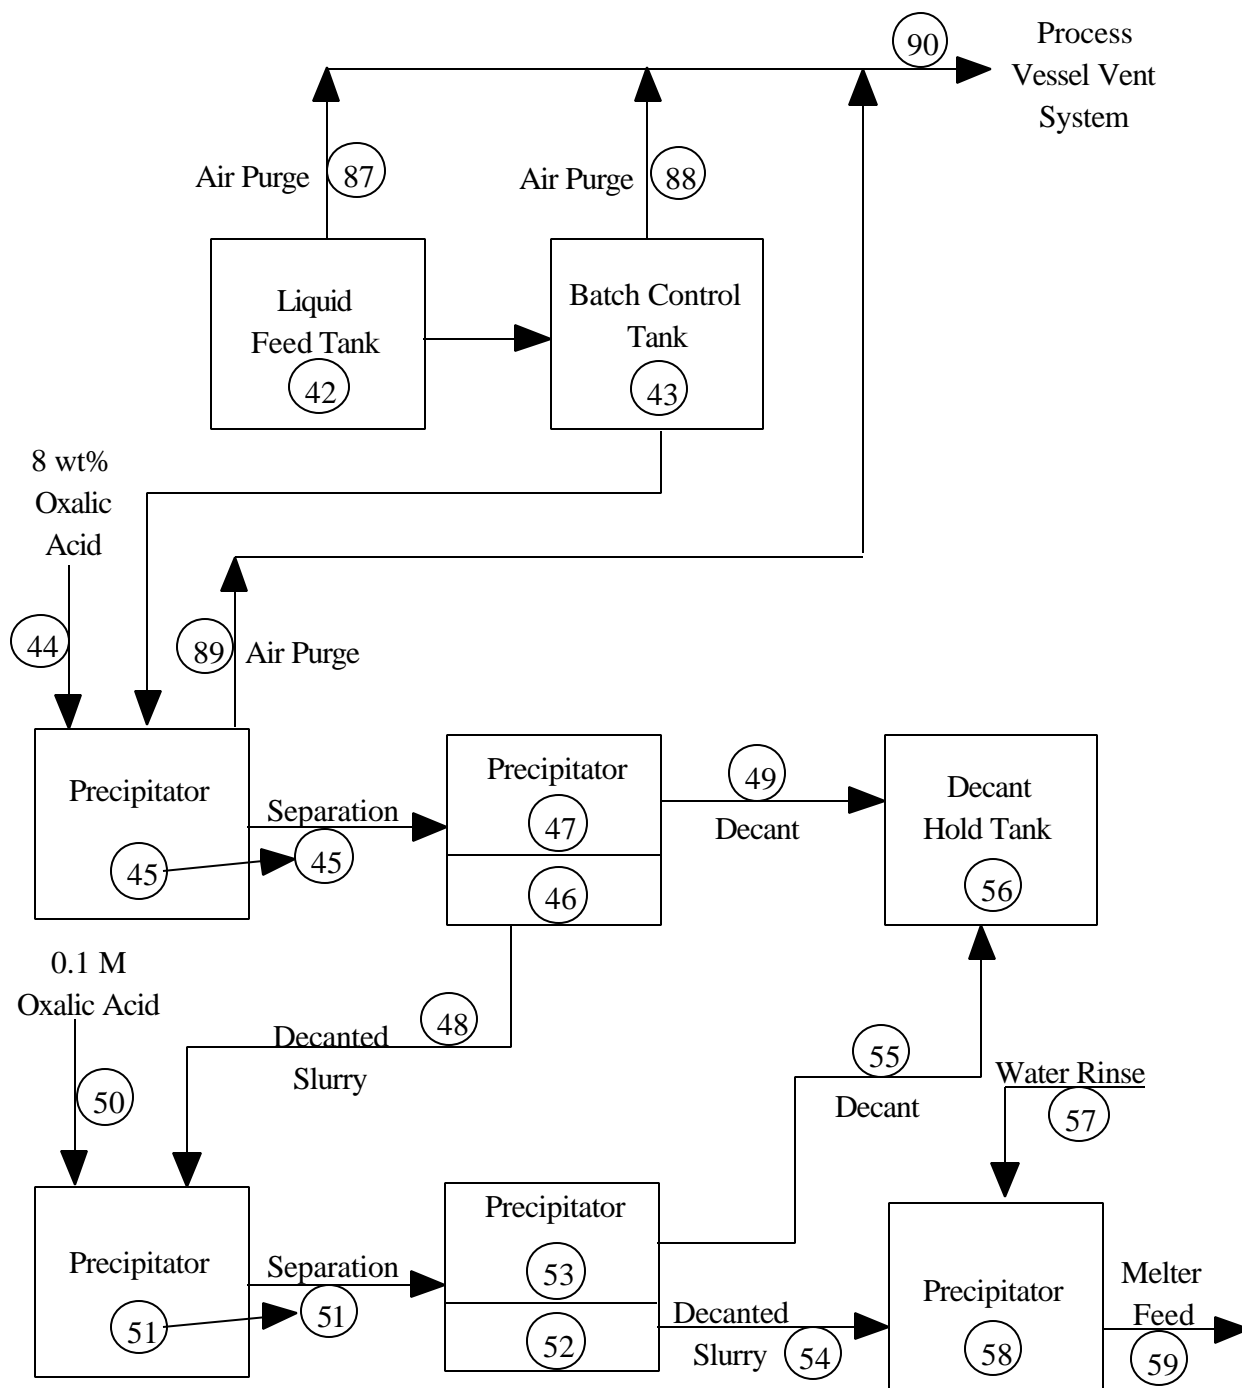 90
Process
Vessel Vent
System
Air Purge
87
Air Purge
88
Liquid
Feed Tank
42
Batch Control
Tank
43
8 wt%
Oxalic
Acid
44
89
Air Purge
Precipitator
45
Separation
45
Precipitator
47
46
49
Decant
Decant
Hold Tank
56
0.1 M
Oxalic Acid
50
48
Decanted
Slurry
55
Decant
Water Rinse
57
Precipitator
51
Separation
51
Precipitator
53
52
Decanted
Slurry
54
Precipitator
58
Melter
Feed
59